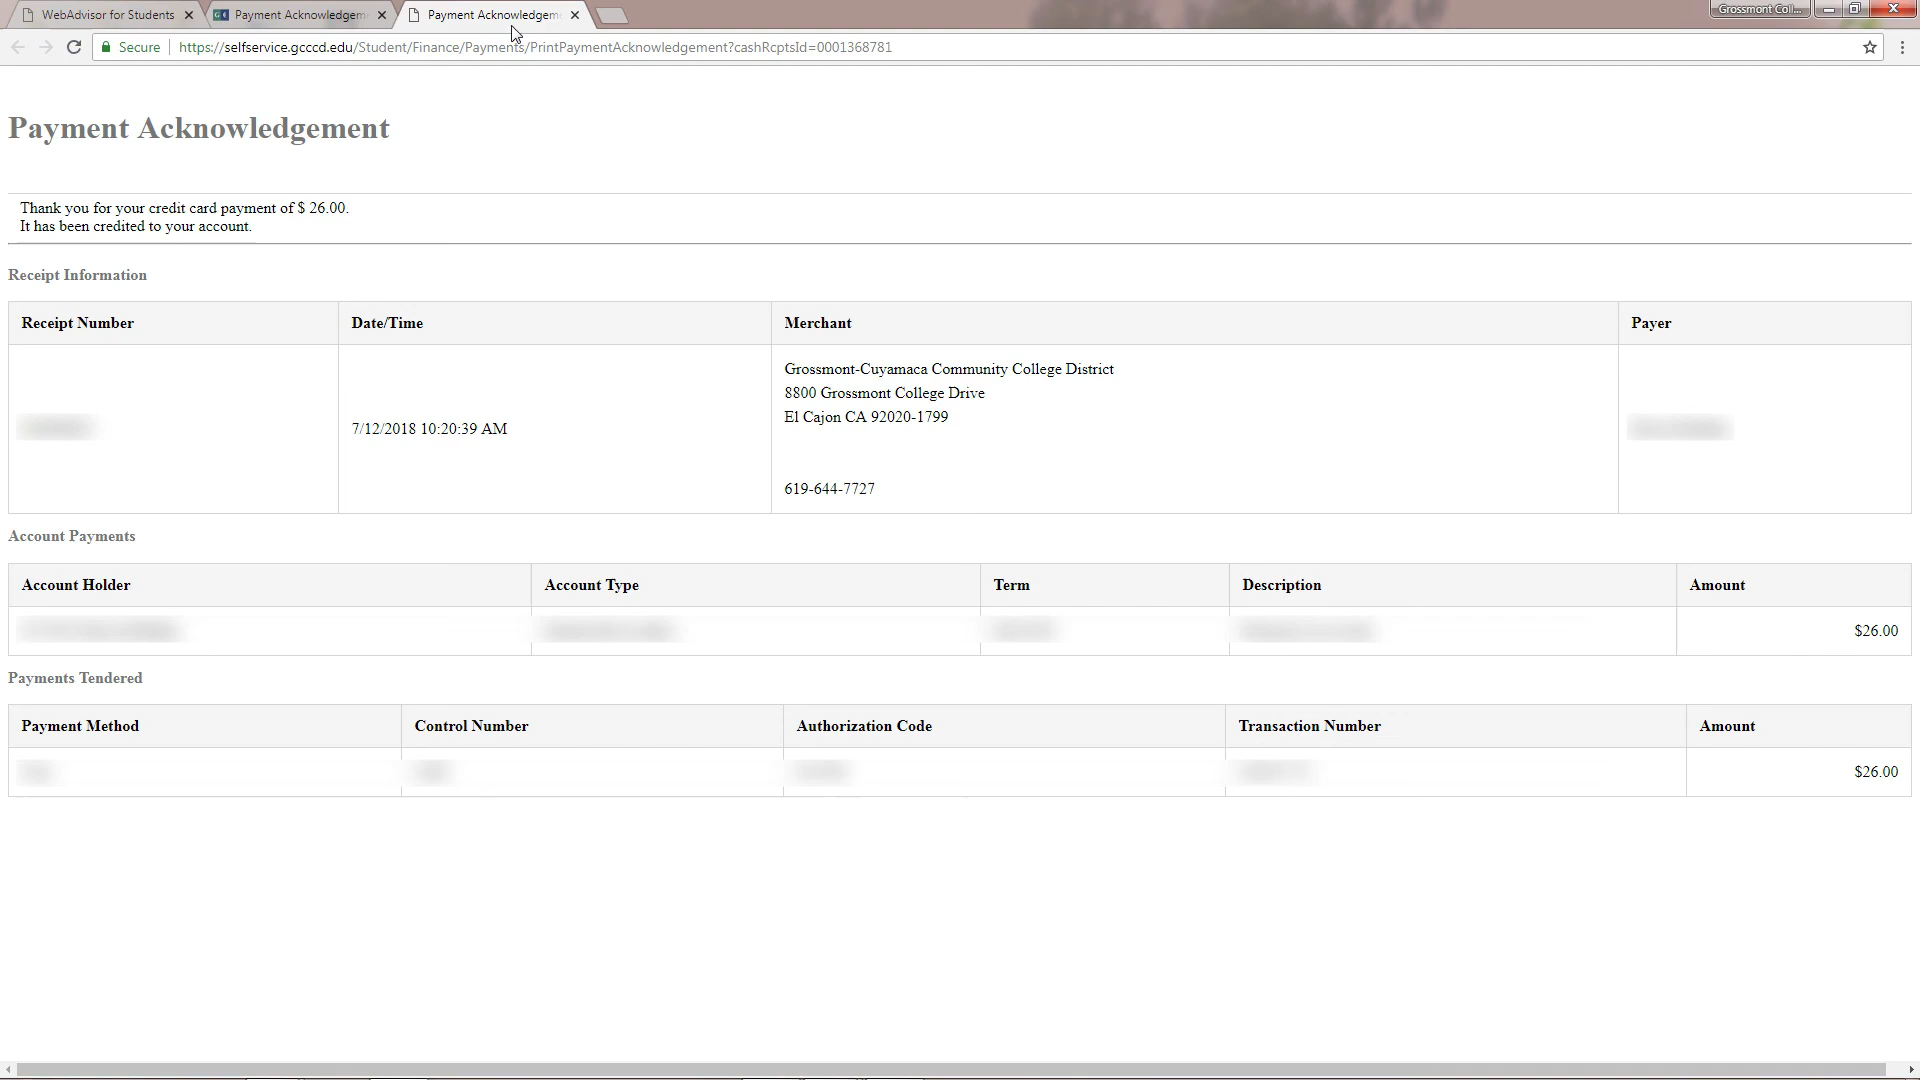 WebAdvisor for Students
Payment Acknowledgem
Payment Acknowledgem
Grossmont Coll...
Secure
https://selfservice.gcccd.edu/Student/Finance/Payments/PrintPaymentAcknowledgement?cashRcptsId=0001368781
Payment Acknowledgement
Thank you for your credit card payment of $ 26.00.
It has been credited to your account.
Receipt Information
Receipt Number Date/Time Merchant Payer
Grossmont-Cuyamaca Community College District
8800 Grossmont College Drive
El Cajon CA 92020-1799
7/12/2018 10:20:39 AM
619-644-7727
Account Payments
Account Holder Account Type Term Description Amount
$26.00
Payments Tendered
Payment Method Control Number Authorization Code Transaction Number Amount
$26.00